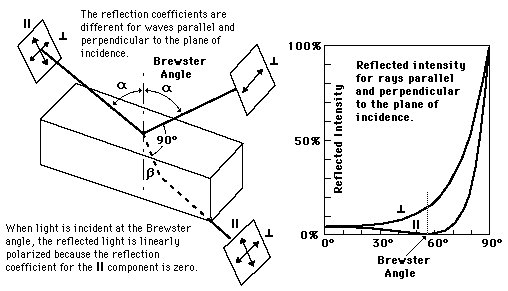 The reflection coefficients are
different for waves parallel and
perpendicular to the plane of
incidence.
II
⊥
Brewster
Angle
α
α
90°
β
II
⊥
When light is incident at the Brewster
angle, the reflected light is linearly
polarized because the reflection
coefficient for the II component is zero.
100%
50%
0%
Reflected Intensity
Reflected intensity
for rays parallel
and perpendicular
to the plane of
incidence.
⊥
II
0°
30°
60°
90°
Brewster
Angle